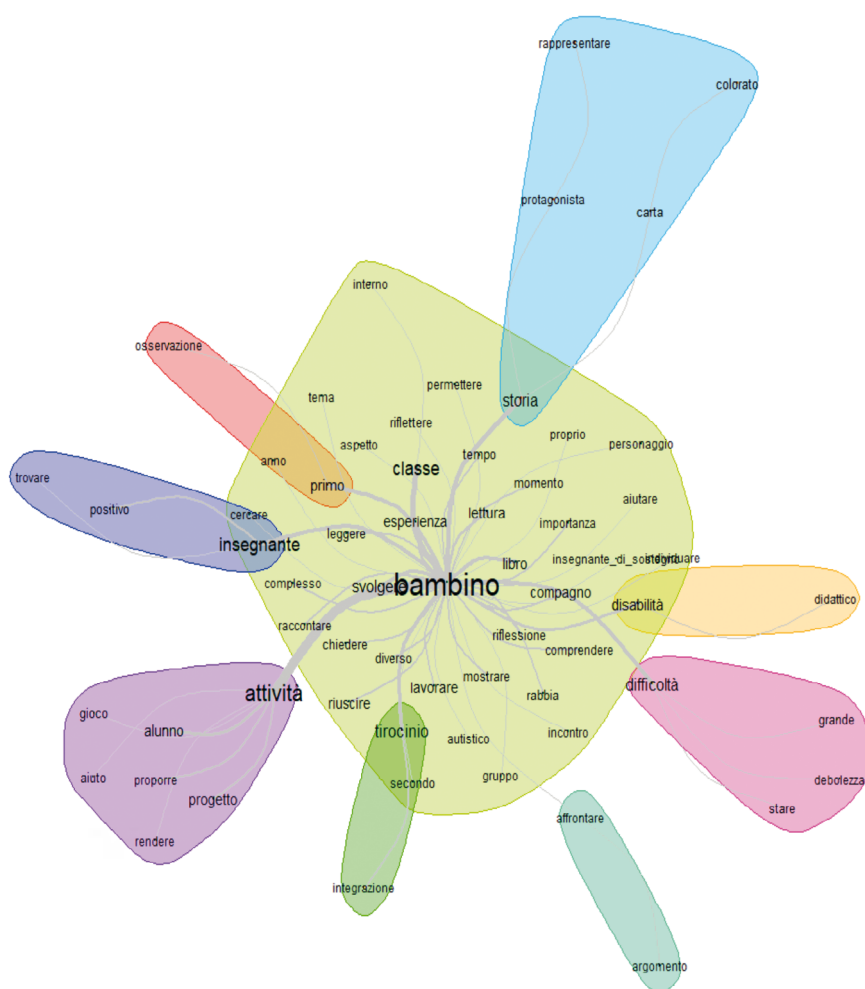 rappresentare
colorato
protagonista
carta
interno
osservazione
permettere
tema
storia
riflettere
proprio
personaggio
aspetto
tempo
anno
classe
trovare
primo
momento
aiutare
positivo
cercare
esperienza
lettura
importanza
insegnante
leggere
libro
insegnante_di_sostegno
individuare
complesso
svolgere
bambino
compagno
disabilità
didattico
raccontare
riflessione
chiedere
comprendere
diverso
mostrare
difficoltà
attività
lavorare
rabbia
riuscire
gioco
alunno
tirocinio
autistico
incontro
grande
aiuto
proporre
secondo
gruppo
debolezza
progetto
stare
affrontare
rendere
integrazione
argomento